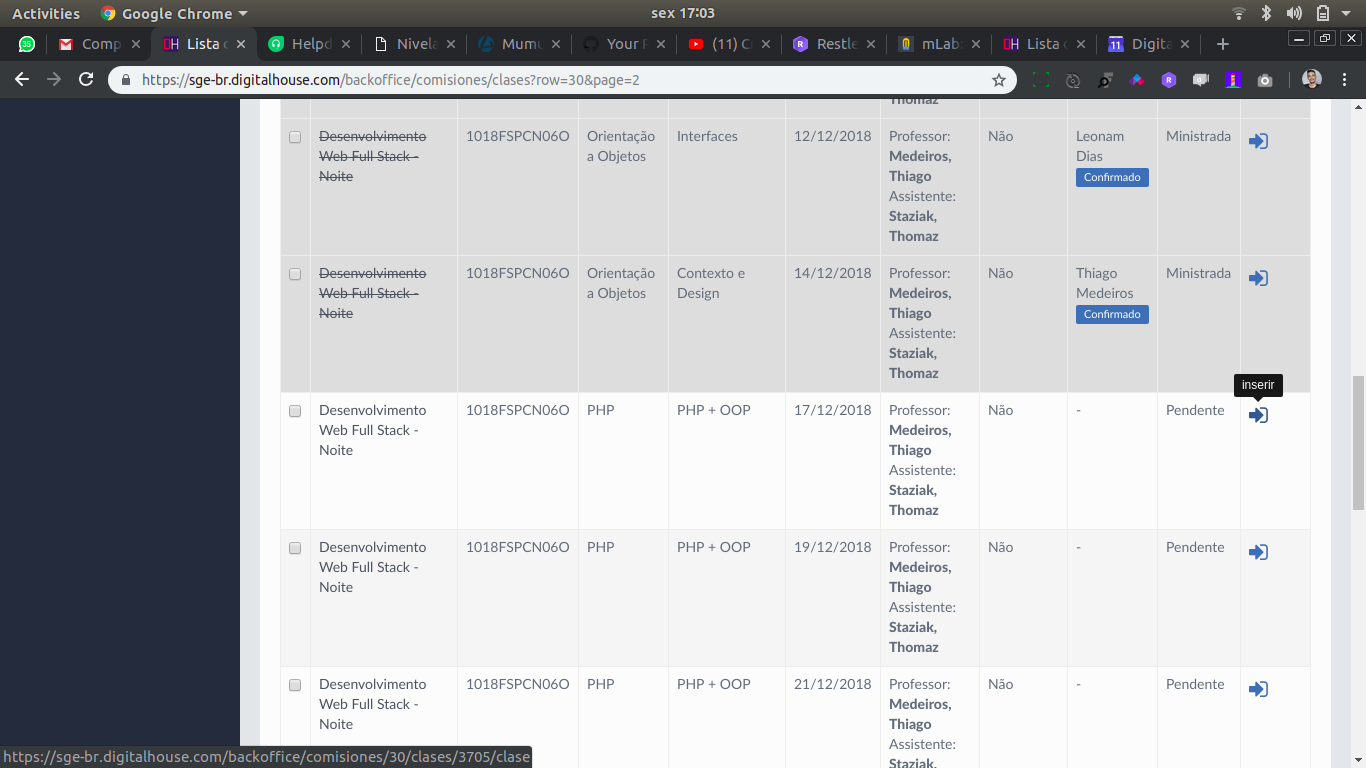 Activities
Google Chrome
sex 17:03
35
Comp
Lista
Helpd
Nivela
Mumu
Your
(11) C
Restle
mLab
Lista
11
Digita
https://sge-br.digitalhouse.com/backoffice/comisiones/clases?row=30&page=2
Thomaz
Desenvolvimento
Web Full Stack -
Noite
1018FSPCN06O
Orientação
a Objetos
Interfaces
12/12/2018
Professor:
Medeiros,
Thiago
Assistente:
Staziak,
Thomaz
Não
Leonam
Dias
Confirmado
Ministrada
Desenvolvimento
Web Full Stack -
Noite
1018FSPCN06O
Orientação
a Objetos
Contexto e
Design
14/12/2018
Professor:
Medeiros,
Thiago
Assistente:
Staziak,
Thomaz
Não
Thiago
Medeiros
Confirmado
Ministrada
inserir
Desenvolvimento
Web Full Stack -
Noite
1018FSPCN06O
PHP
PHP + OOP
17/12/2018
Professor:
Medeiros,
Thiago
Assistente:
Staziak,
Thomaz
Não
-
Pendente
Desenvolvimento
Web Full Stack -
Noite
1018FSPCN06O
PHP
PHP + OOP
19/12/2018
Professor:
Medeiros,
Thiago
Assistente:
Staziak,
Thomaz
Não
-
Pendente
Desenvolvimento
Web Full Stack -
Noite
1018FSPCN06O
PHP
PHP + OOP
21/12/2018
Professor:
Medeiros,
Thiago
Assistente:
Staziak,
Não
-
Pendente
https://sge-br.digitalhouse.com/backoffice/comisiones/30/clases/3705/clase